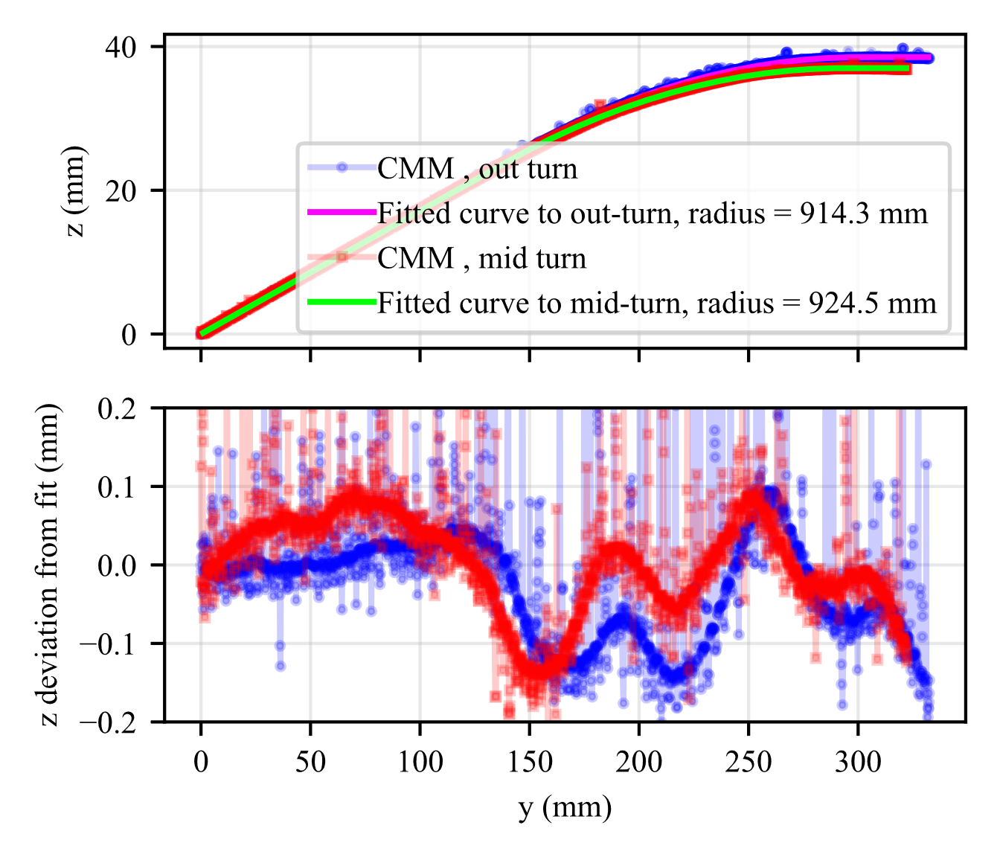 40
20
0
z (mm)
CMM , out turn
Fitted curve to out-turn, radius = 914.3 mm
CMM , mid turn
Fitted curve to mid-turn, radius = 924.5 mm
0.2
0.1
0.0
−0.1
−0.2
z deviation from fit (mm)
0 50 100 150 200 250 300
y (mm)